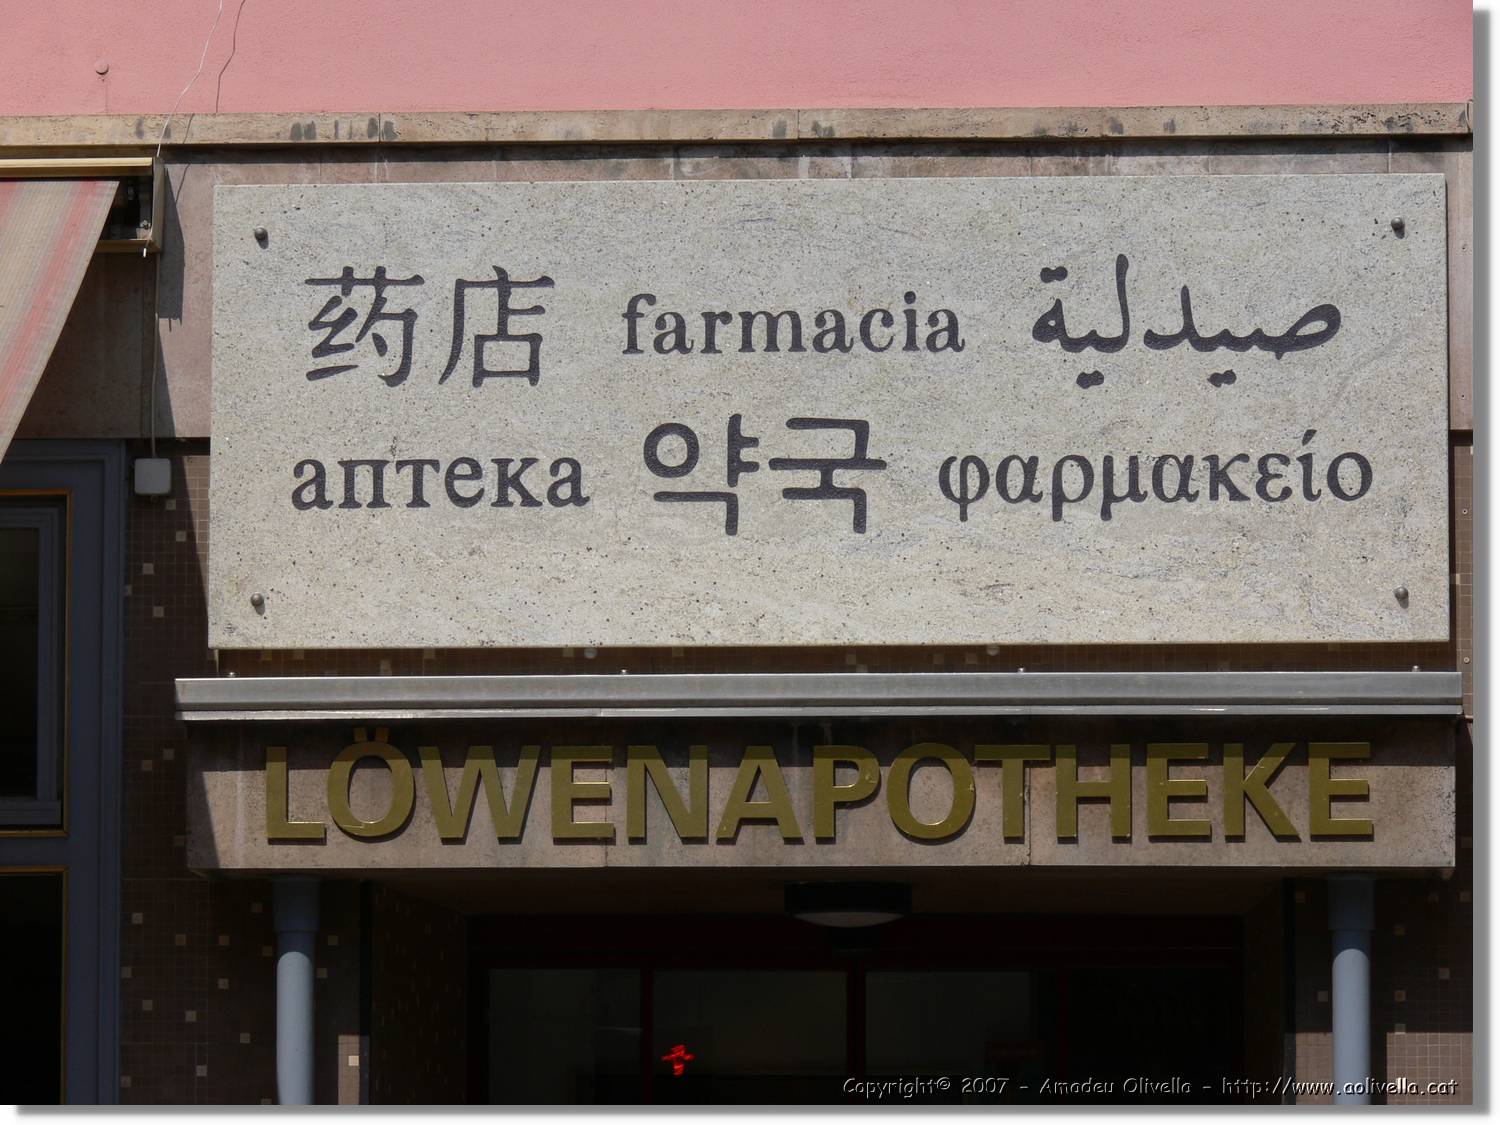 药店 farmacia صيدلية
аптека 약국 φαρμακείο
LÖWENAPOTHEKE
Copyright© 2007 - Amadeu Olivella - http://www.aolivella.cat